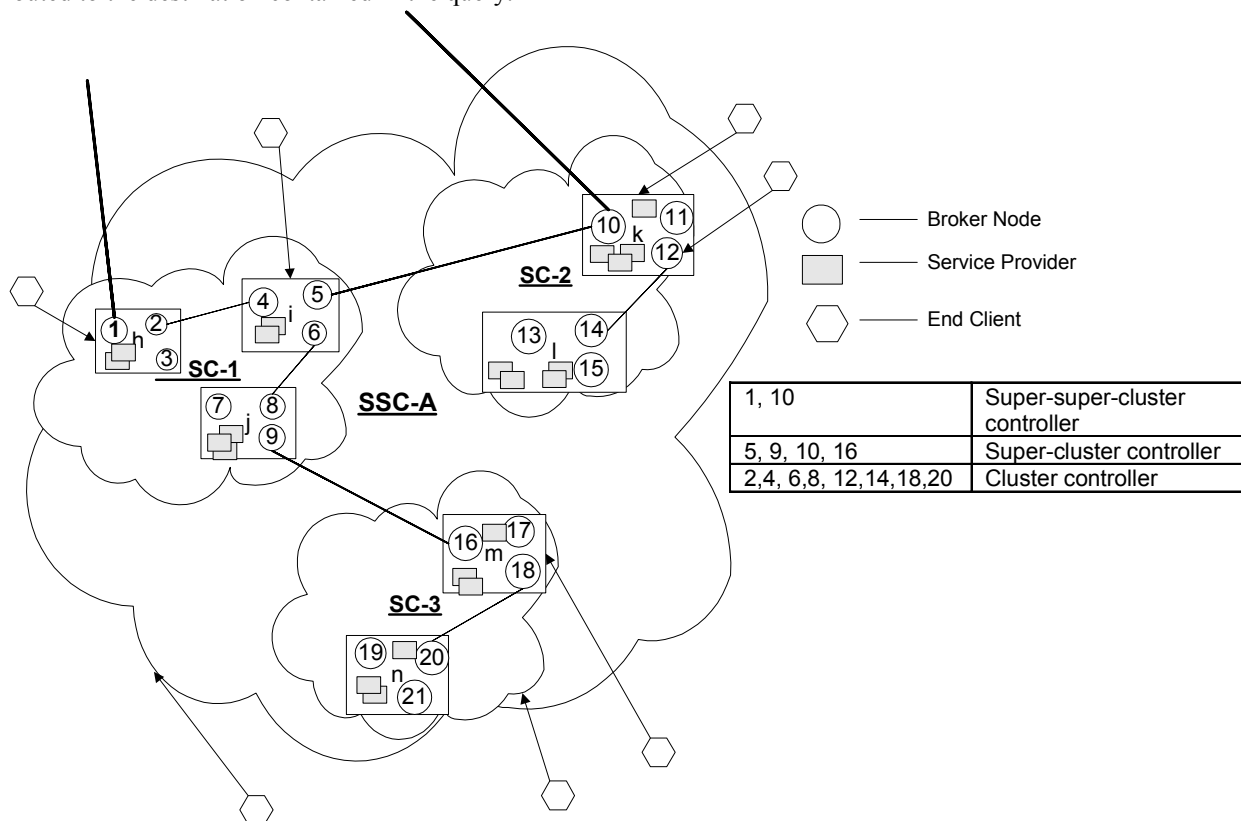 10
11
k
12
SC-2
4
5
i
6
1
2
h
3
SC-1
13
14
l
15
SSC-A
7
8
j
9
16
17
m
18
SC-3
19
20
n
21
Broker Node
Service Provider
End Client
1, 10
Super-super-cluster
controller
5, 9, 10, 16
Super-cluster controller
2,4, 6,8, 12,14,18,20
Cluster controller